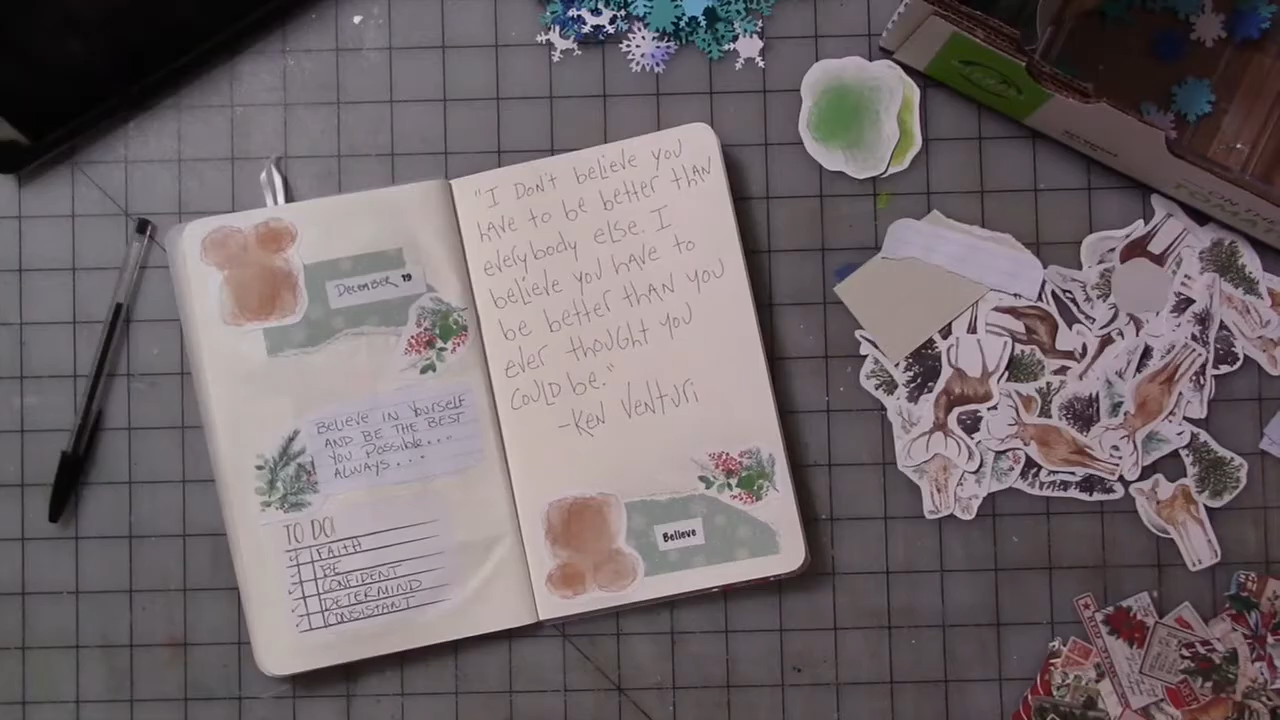 December 19
Believe in Yourself
AND BE THE BEST
You Possible...
ALWAYS...
TO DO!
FAITH
BE
CONFIDENT
DETERMIND
CONSISTANT
"I DON't believe you
HAVE to be better tHAN
everybody ELSE. I
beLieve you HAVE to
be better tHAN you
ever tHougHt you
COULD be."
-Ken Venturi
Believe